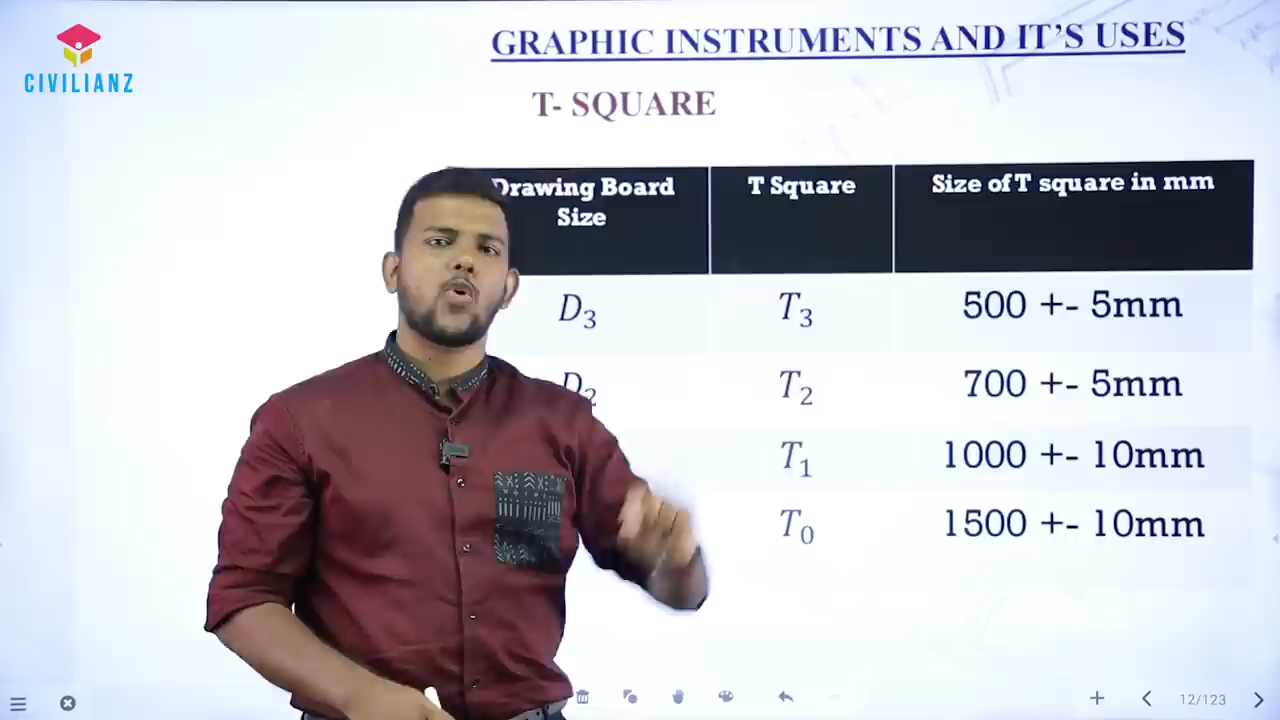 CIVILIANZ
GRAPHIC INSTRUMENTS AND IT'S USES
T- SQUARE
Drawing Board Size
T Square
Size of T square in mm
D₃ T₃ 500 +- 5mm
D₂ T₂ 700 +- 5mm
T₁ 1000 +- 10mm
T₀ 1500 +- 10mm
12/123